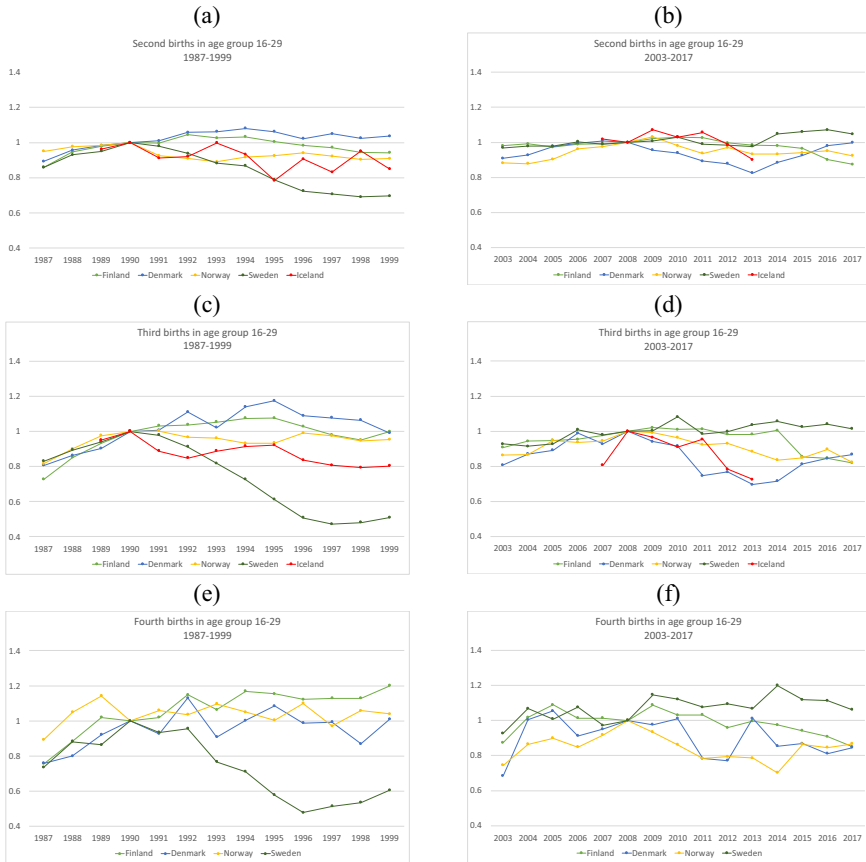 (a)
Second births in age group 16-29
1987-1999
1.4
1.2
1
0.8
0.6
0.4
1987 1988 1989 1990 1991 1992 1993 1994 1995 1996 1997 1998 1999
Finland Denmark Norway Sweden Iceland
(b)
Second births in age group 16-29
2003-2017
1.4
1.2
1
0.8
0.6
0.4
2003 2004 2005 2006 2007 2008 2009 2010 2011 2012 2013 2014 2015 2016 2017
Finland Denmark Norway Sweden Iceland
(c)
Third births in age group 16-29
1987-1999
1.4
1.2
1
0.8
0.6
0.4
1987 1988 1989 1990 1991 1992 1993 1994 1995 1996 1997 1998 1999
Finland Denmark Norway Sweden Iceland
(d)
Third births in age group 16-29
2003-2017
1.4
1.2
1
0.8
0.6
0.4
2003 2004 2005 2006 2007 2008 2009 2010 2011 2012 2013 2014 2015 2016 2017
Finland Denmark Norway Sweden Iceland
(e)
Fourth births in age group 16-29
1987-1999
1.4
1.2
1
0.8
0.6
0.4
1987 1988 1989 1990 1991 1992 1993 1994 1995 1996 1997 1998 1999
Finland Denmark Norway Sweden
(f)
Fourth births in age group 16-29
2003-2017
1.4
1.2
1
0.8
0.6
0.4
2003 2004 2005 2006 2007 2008 2009 2010 2011 2012 2013 2014 2015 2016 2017
Finland Denmark Norway Sweden